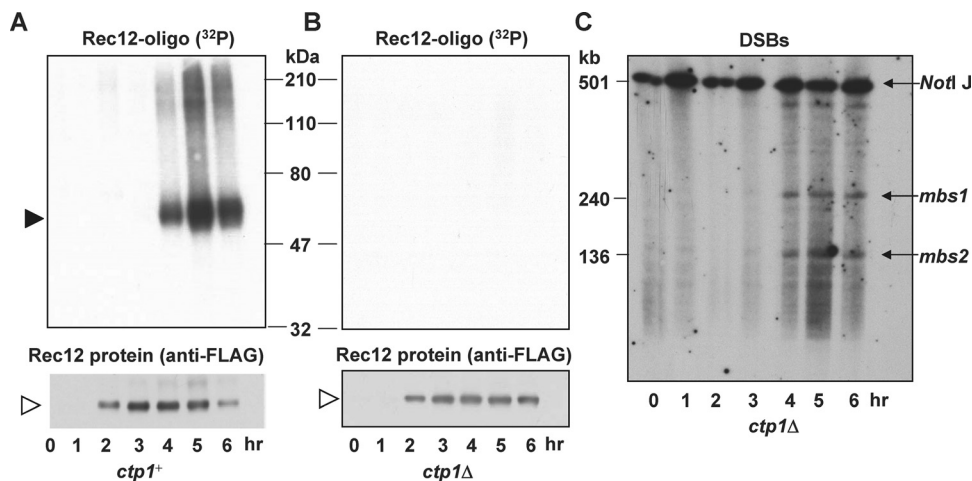 A
Rec12-oligo (³²P)
kDa
210
110
80
47
32
Rec12 protein (anti-FLAG)
0 1 2 3 4 5 6 hr
ctp1⁺
B
Rec12-oligo (³²P)
Rec12 protein (anti-FLAG)
0 1 2 3 4 5 6 hr
ctp1Δ
C
DSBs
kb
501
240
136
NotI J
mbs1
mbs2
0 1 2 3 4 5 6 hr
ctp1Δ